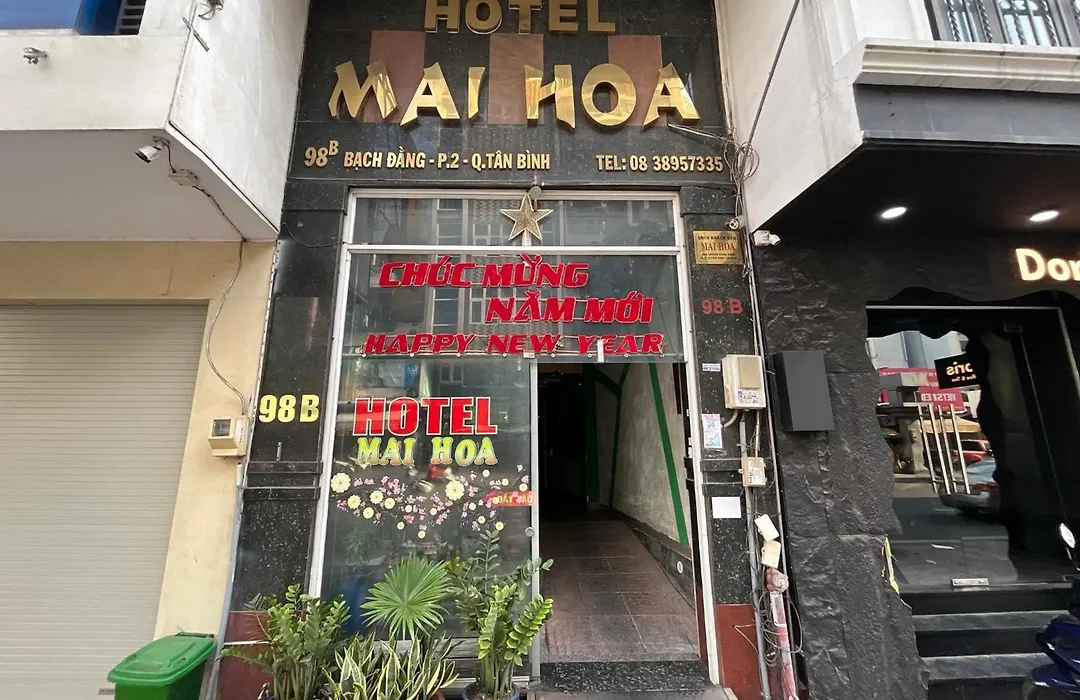 HOTEL
MAI HOA
98B BẠCH ĐẰNG - P.2 - Q.TÂN BÌNH TEL: 08 38957335
MAI HOA
CHÚC MỪNG
NĂM MỚI
HAPPY NEW YEAR
98 B
98 B
HOTEL
MAI HOA
Dor
oris